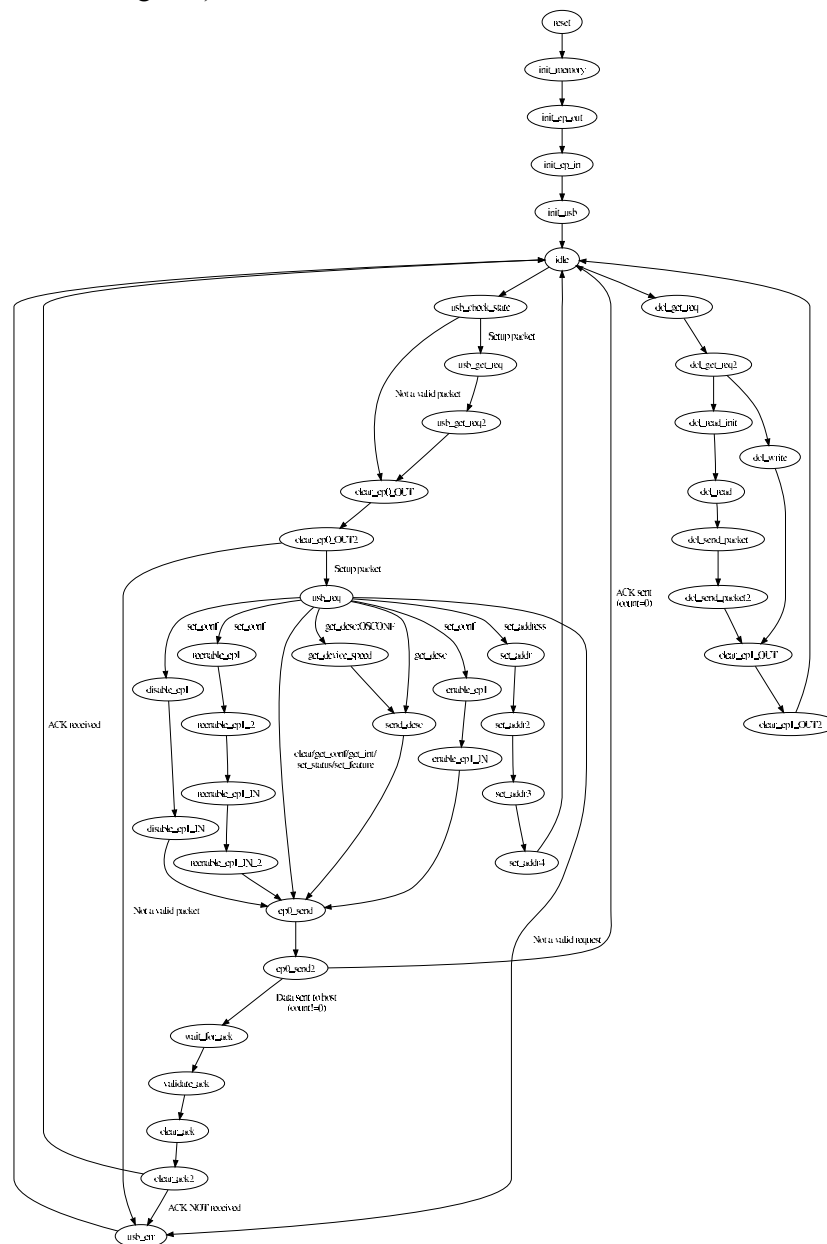 reset
init_memory
init_ep_out
init_ep_in
init_usb
idle
usb_check_state
dcl_get_req
Setup packet
usb_get_req
dcl_get_req2
Not a valid packet
usb_get_req2
dcl_read_init
dcl_write
clear_ep0_OUT
dcl_read
clear_ep0_OUT2
dcl_send_packet
Setup packet
usb_req
dcl_send_packet2
ACK sent
(count=0)
set_conf
set_conf
get_desc:OSCONF
get_desc
set_conf
set_address
reenable_ep1
get_device_speed
set_addr
clear_ep1_OUT
disable_ep1
enable_ep1
ACK received
reenable_ep1_2
send_desc
set_addr2
clear_ep1_OUT2
clear/get_conf/get_int/
set_status/set_feature
enable_ep1_IN
reenable_ep1_IN
set_addr3
disable_ep1_IN
reenable_ep1_IN_2
set_addr4
Not a valid packet
ep0_send
Not a valid request
ep0_send2
Data sent to host
(count!=0)
wait_for_ack
validate_ack
clear_ack
clear_ack2
ACK NOT received
usb_err